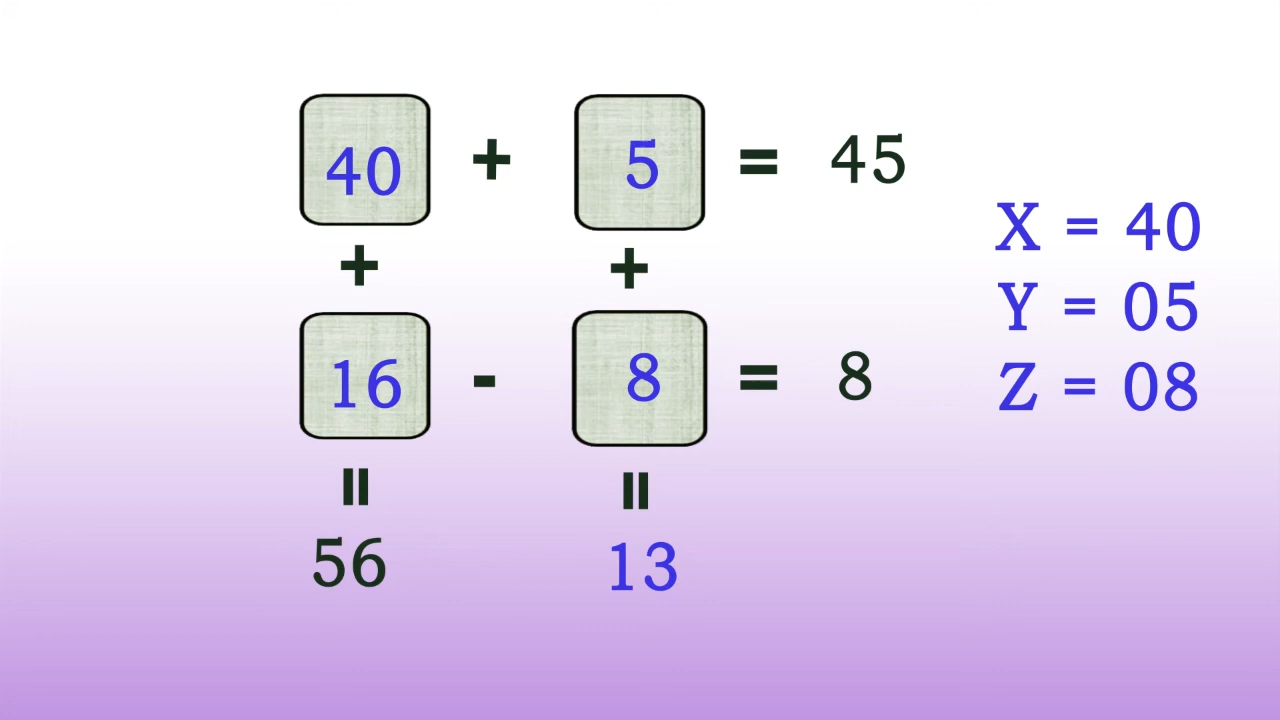 40 + 5 = 45
+ +
16 - 8 = 8
= =
56 13
X = 40
Y = 05
Z = 08